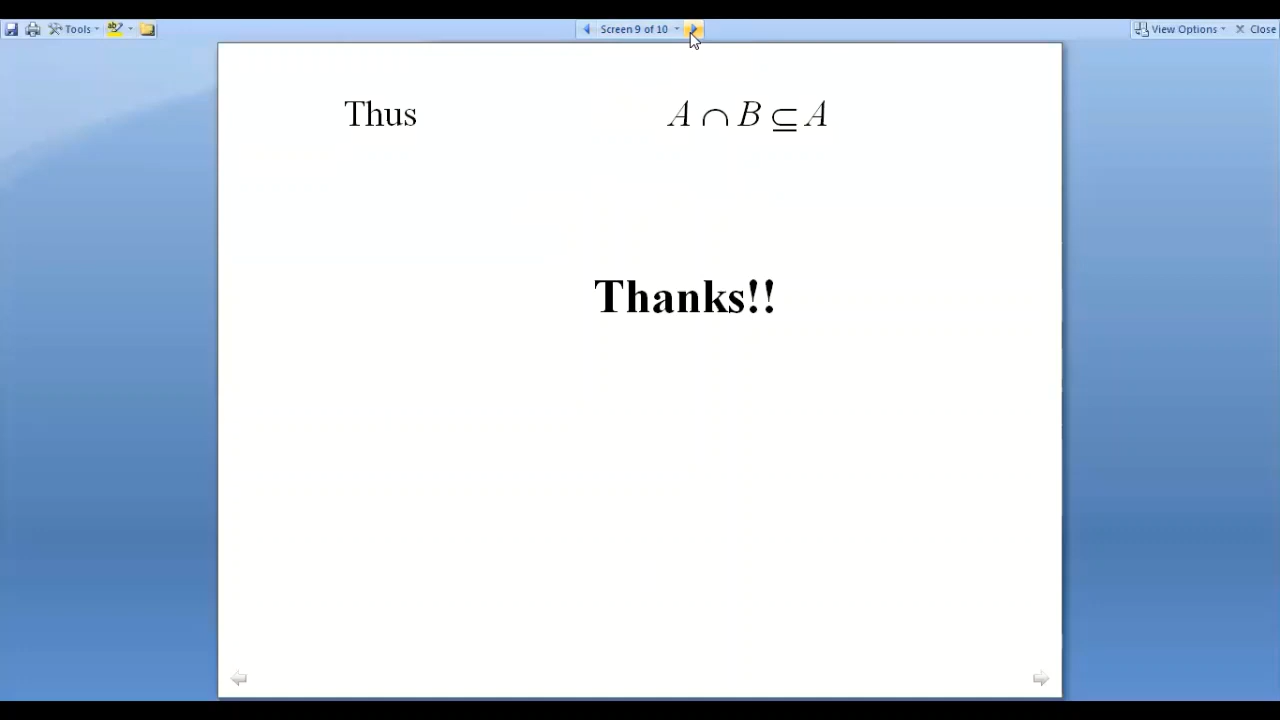 Tools
Screen 9 of 10
View Options
Close
Thus A ∩ B ⊆ A
Thanks!!